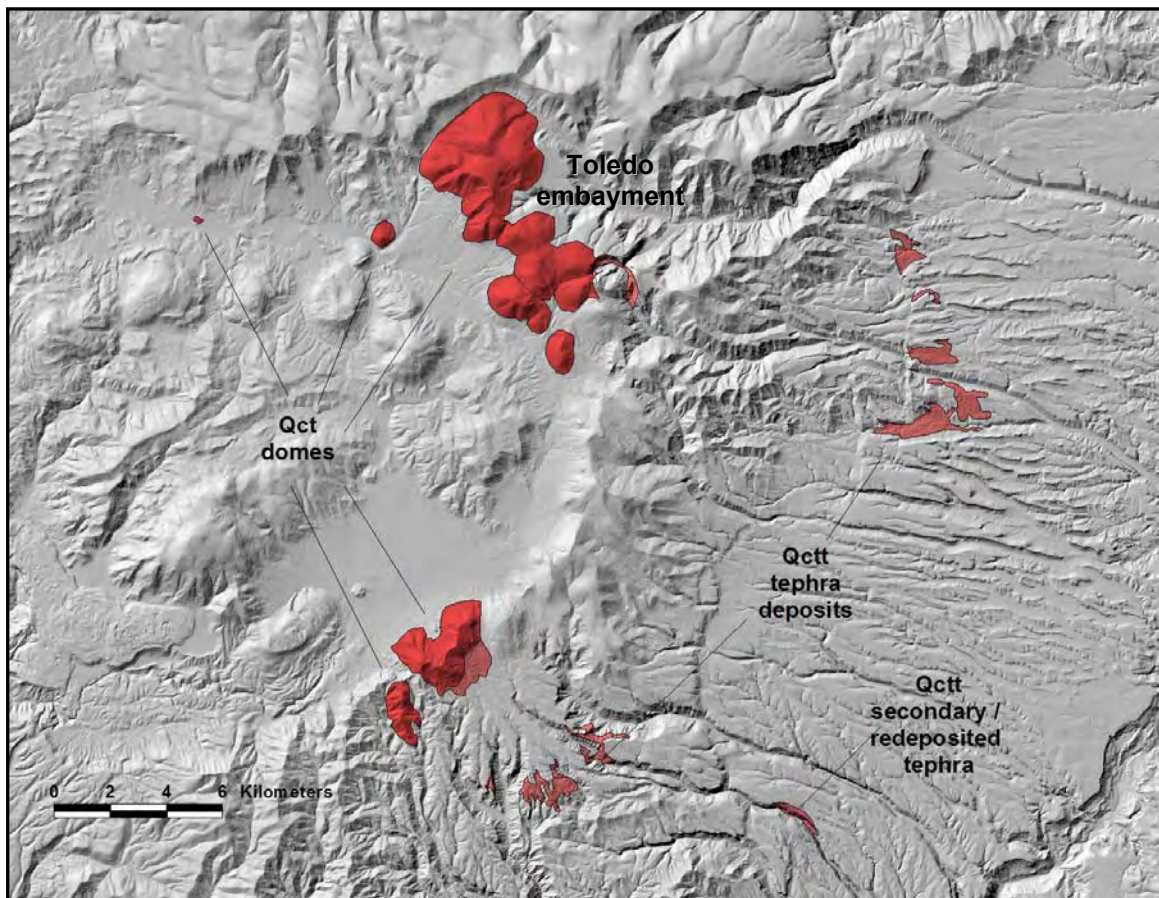 Toledo
embayment
Qct
domes
Qctt
tephra
deposits
Qctt
secondary /
redeposited
tephra
0 2 4 6 Kilometers